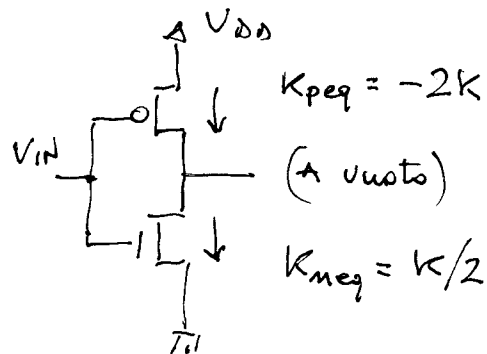 VDD
Kpeq = -2K
VIN
(A vuoto)
Kneq = K/2